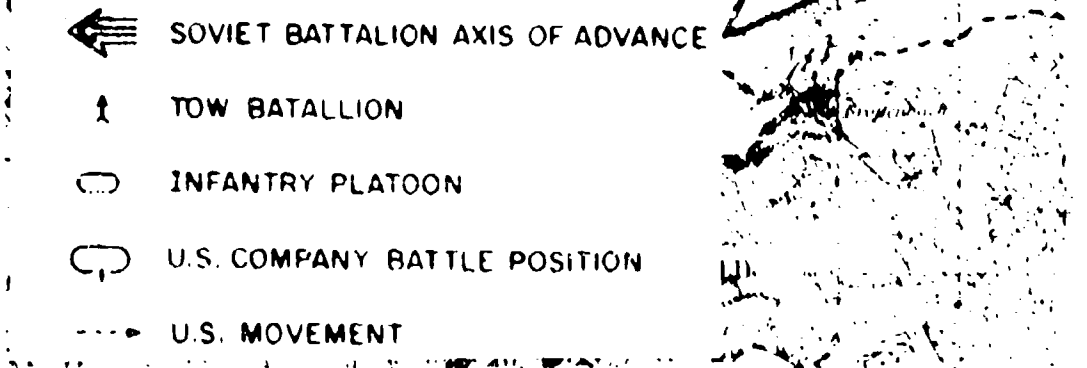 SOVIET BATTALION AXIS OF ADVANCE
TOW BATALLION
INFANTRY PLATOON
U.S. COMPANY BATTLE POSITION
U.S. MOVEMENT